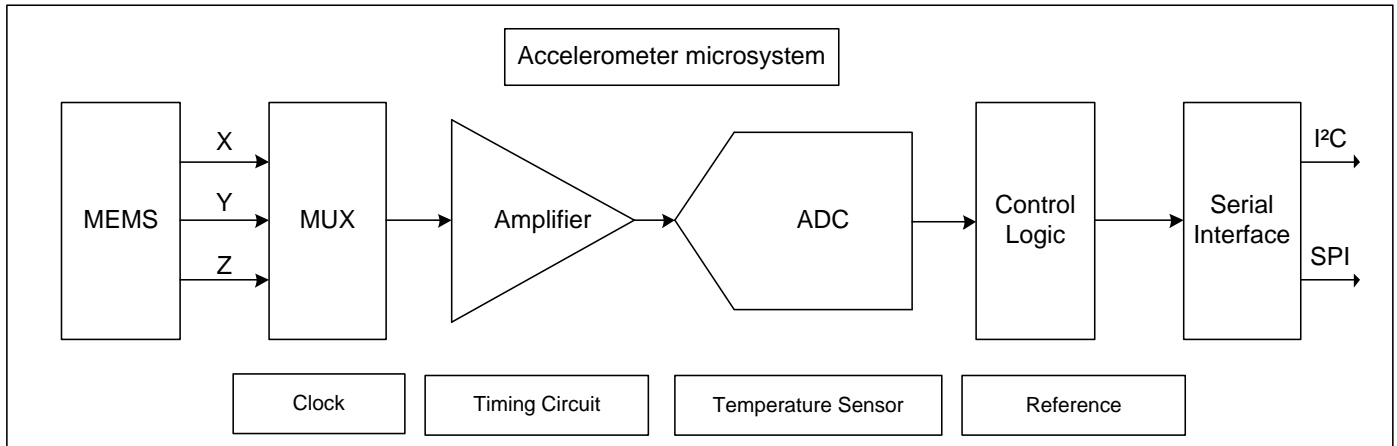 Accelerometer microsystem
MEMS
X
Y
Z
MUX
Amplifier
ADC
Control
Logic
Serial
Interface
I²C
SPI
Clock
Timing Circuit
Temperature Sensor
Reference